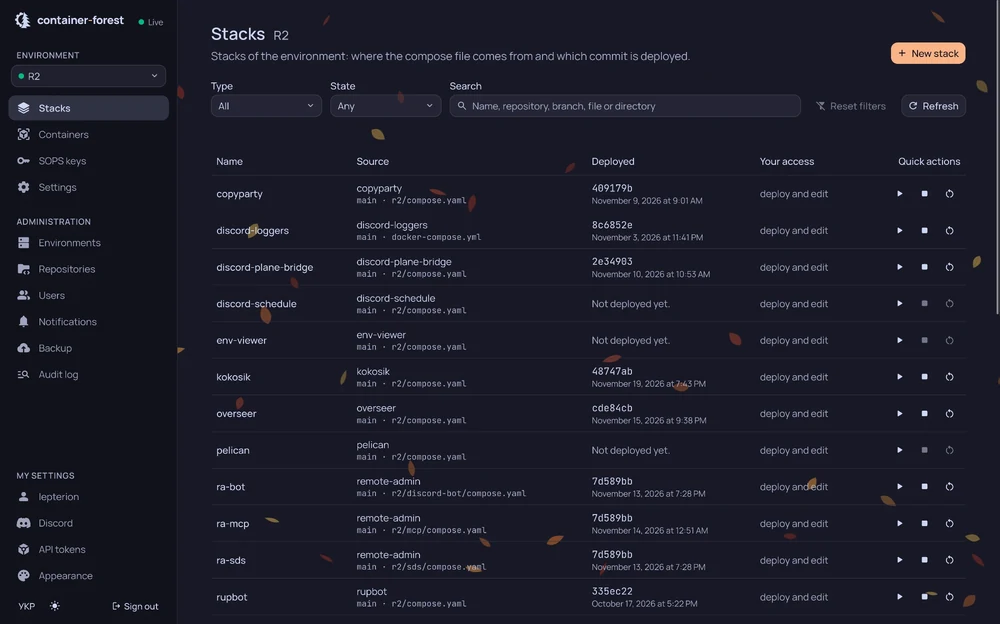 container-forest
Live
ENVIRONMENT
R2
Stacks
Containers
SOPS keys
Settings
ADMINISTRATION
Environments
Repositories
Users
Notifications
Backup
Audit log
MY SETTINGS
lepterion
Discord
API tokens
Appearance
УКР
Sign out
Stacks R2
Stacks of the environment: where the compose file comes from and which commit is deployed.
+ New stack
Type State Search
All Any Name, repository, branch, file or directory Reset filters Refresh
Name Source Deployed Your access Quick actions
copyparty copyparty 409179b deploy and edit
main · r2/compose.yaml November 9, 2026 at 9:01 AM
discord-loggers discord-loggers 8c6852e deploy and edit
main · docker-compose.yml November 3, 2026 at 11:41 PM
discord-plane-bridge discord-plane-bridge 2e34903 deploy and edit
main · r2/compose.yaml November 10, 2026 at 10:53 AM
discord-schedule discord-schedule Not deployed yet. deploy and edit
main · r2/compose.yaml
env-viewer env-viewer Not deployed yet. deploy and edit
main · r2/compose.yaml
kokosik kokosik 48747ab deploy and edit
main · r2/compose.yaml November 19, 2026 at 7:43 PM
overseer overseer cde84cb deploy and edit
main · r2/compose.yaml November 15, 2026 at 9:38 PM
pelican pelican Not deployed yet. deploy and edit
main · r2/compose.yaml
ra-bot remote-admin 7d589bb deploy and edit
main · r2/discord-bot/compose.yaml November 13, 2026 at 7:28 PM
ra-mcp remote-admin 7d589bb deploy and edit
main · r2/mcp/compose.yaml November 14, 2026 at 12:51 AM
ra-sds remote-admin 7d589bb deploy and edit
main · r2/sds/compose.yaml November 13, 2026 at 7:28 PM
rupbot rupbot 335ec22 deploy and edit
main · r2/compose.yaml October 17, 2026 at 5:22 PM